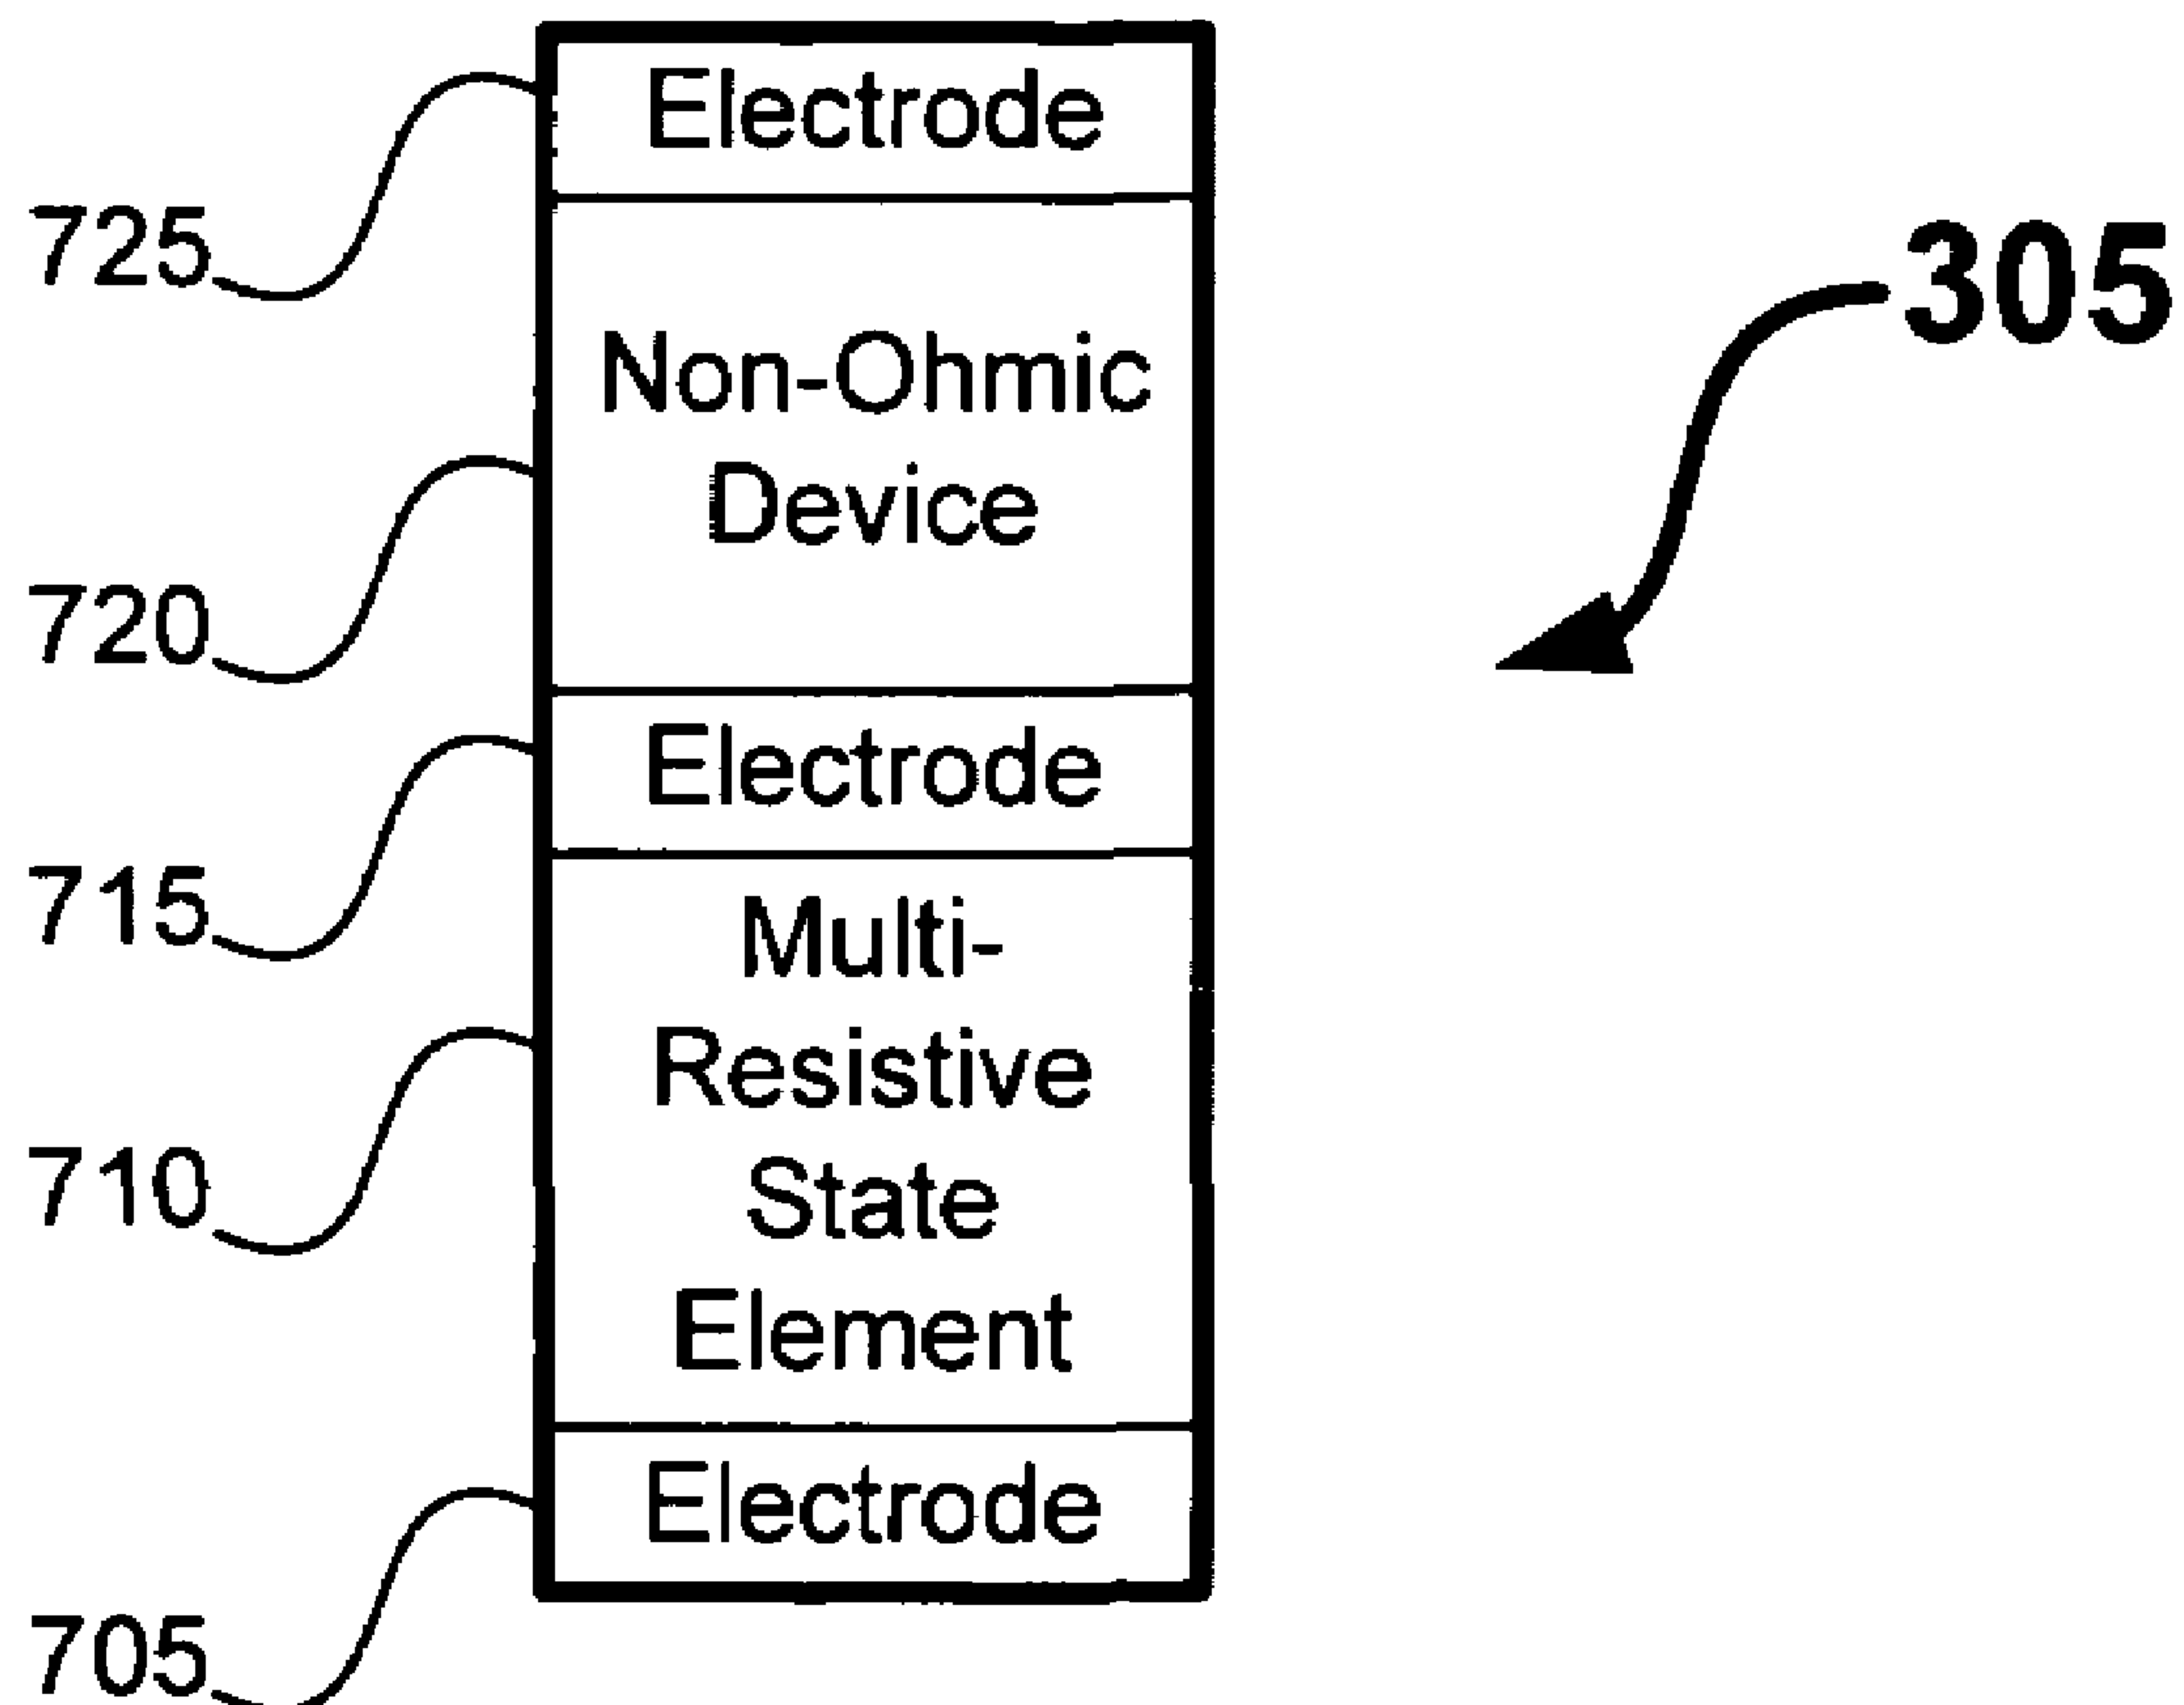 Electrode
725
305
Non-Ohmic
Device
720
Electrode
715
Multi-
Resistive
710
State
Element
Electrode
705